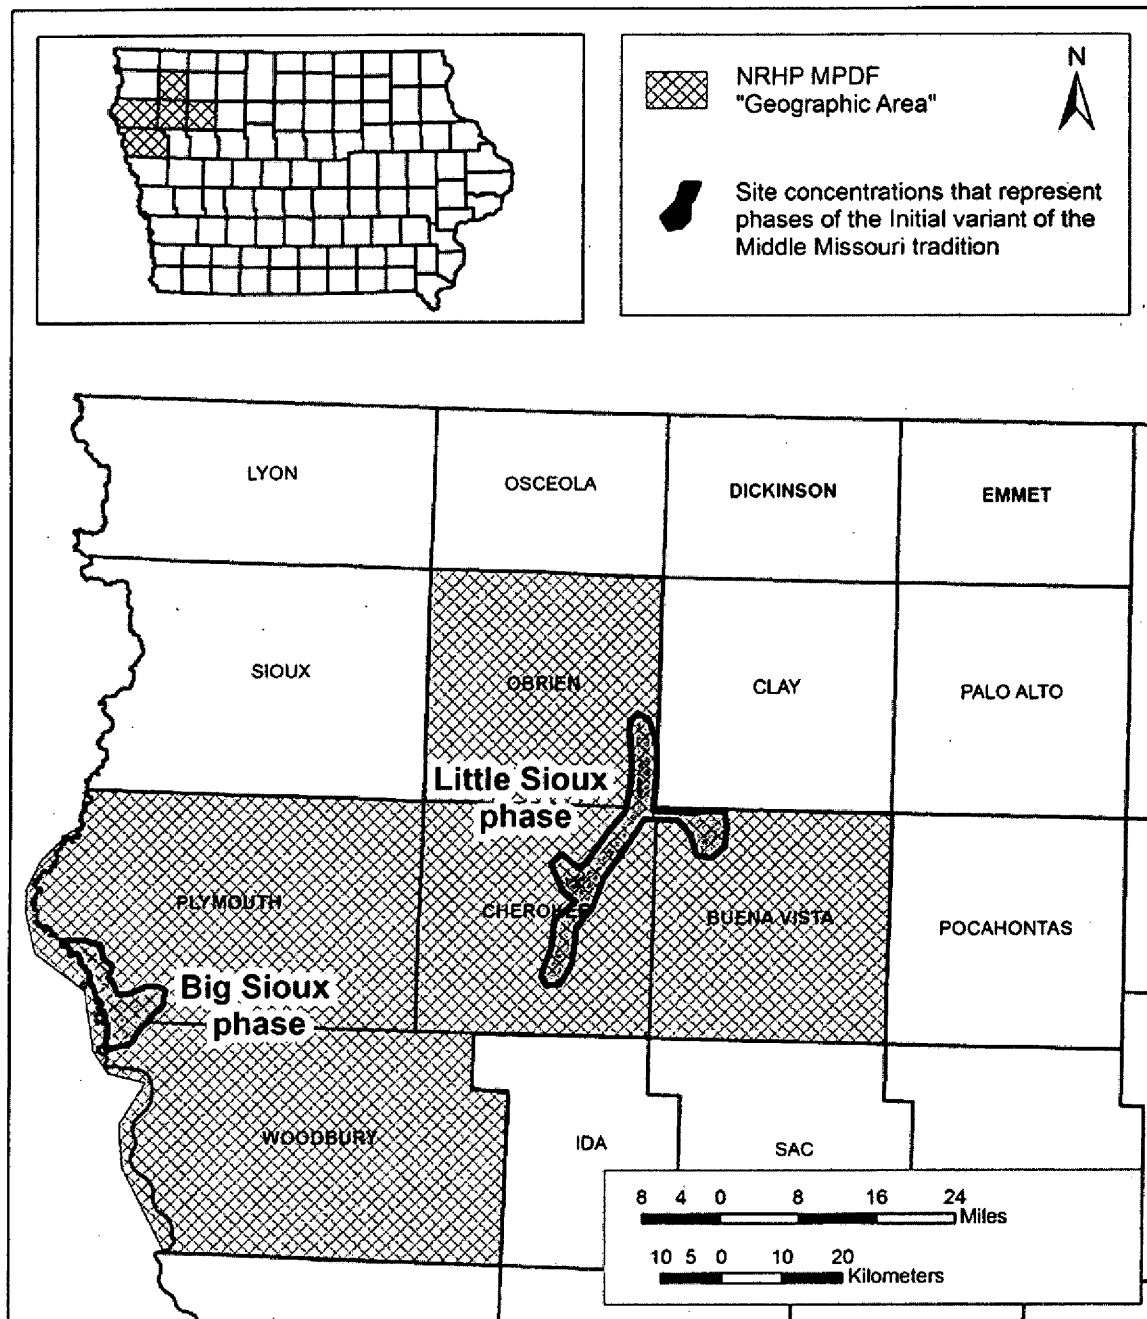 NRHP MPDF
"Geographic Area"
N
Site concentrations that represent
phases of the Initial variant of the
Middle Missouri tradition
LYON
OSCEOLA
DICKINSON
EMMET
SIOUX
OBRIEN
CLAY
PALO ALTO
Little Sioux
phase
PLYMOUTH
CHEROKEE
BUENA VISTA
POCAHONTAS
Big Sioux
phase
WOODBURY
IDA
SAC
8 4 0 8 16 24
Miles
10 5 0 10 20
Kilometers